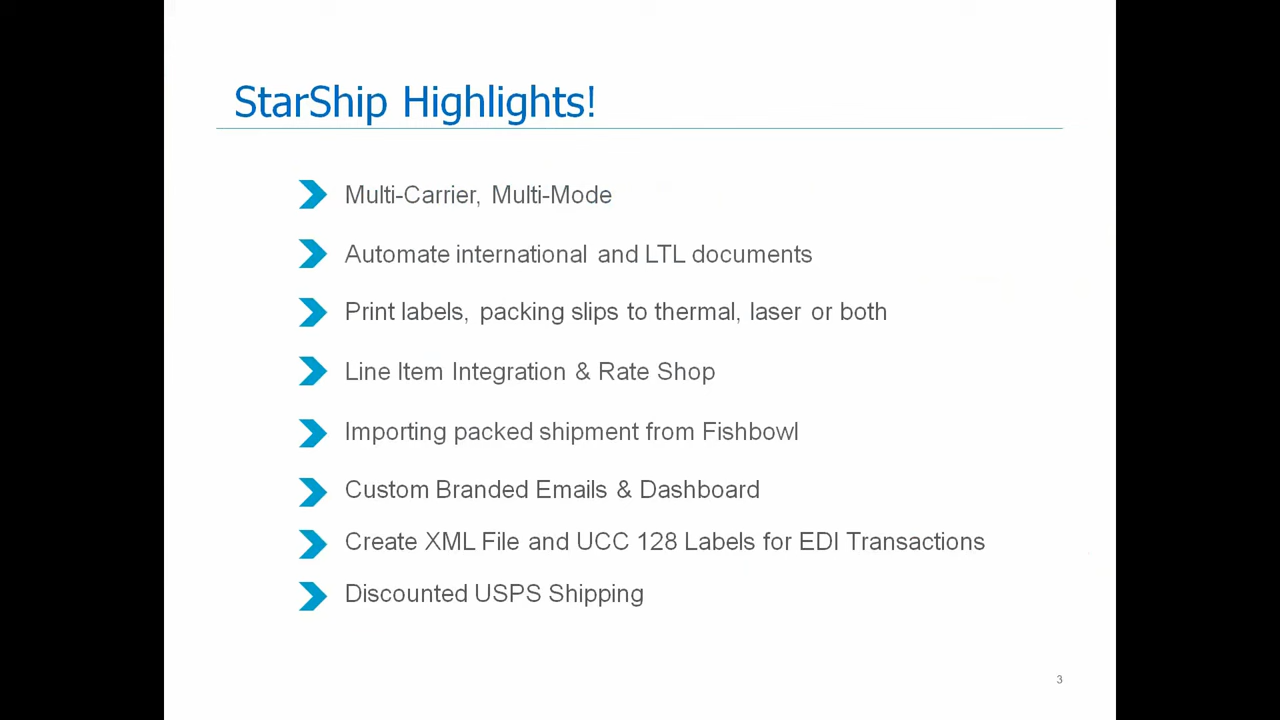 StarShip Highlights!
Multi-Carrier, Multi-Mode
Automate international and LTL documents
Print labels, packing slips to thermal, laser or both
Line Item Integration & Rate Shop
Importing packed shipment from Fishbowl
Custom Branded Emails & Dashboard
Create XML File and UCC 128 Labels for EDI Transactions
Discounted USPS Shipping
3